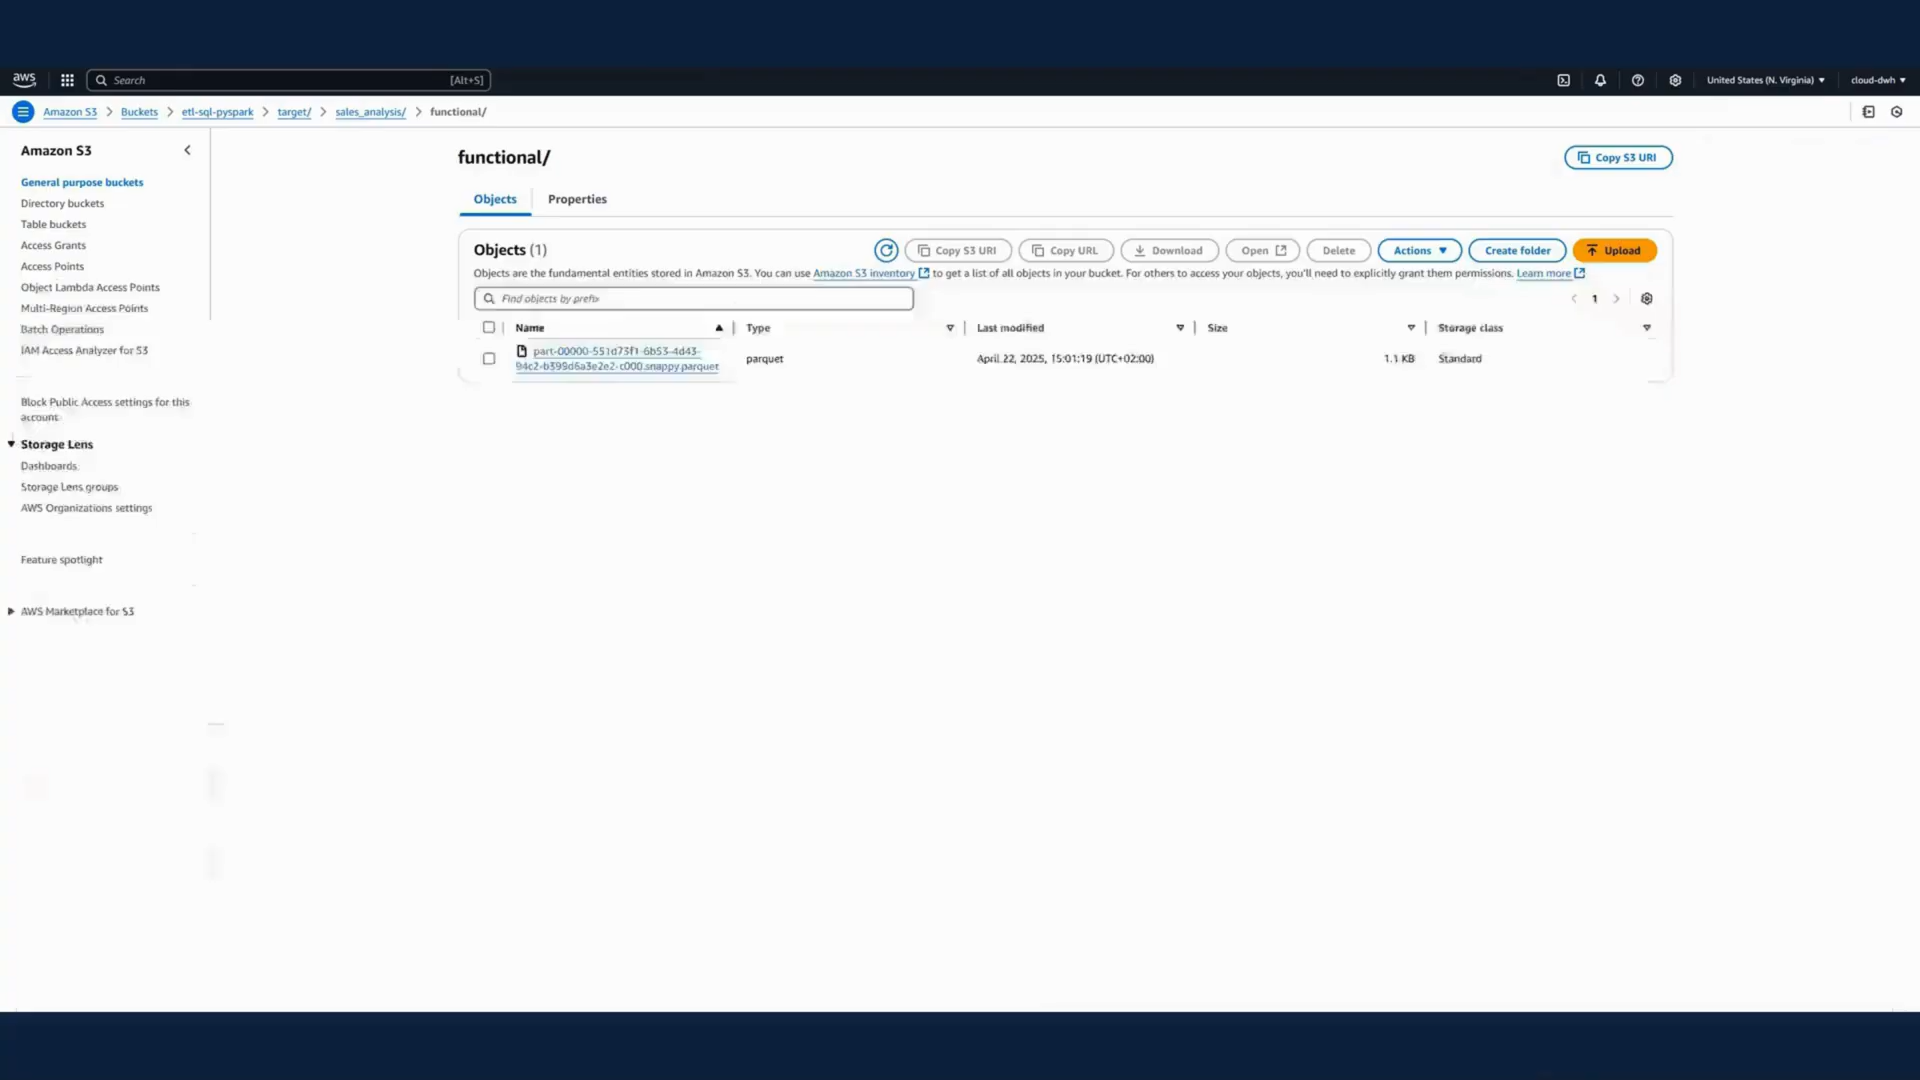 aws
Search [Alt+S]
United States (N. Virginia)
cloud-dwh
Amazon S3 > Buckets > etl-sql-pyspark > target/ > sales_analysis/ > functional/
Amazon S3
General purpose buckets
Directory buckets
Table buckets
Access Grants
Access Points
Object Lambda Access Points
Multi-Region Access Points
Batch Operations
IAM Access Analyzer for S3
Block Public Access settings for this
account
Storage Lens
Dashboards
Storage Lens groups
AWS Organizations settings
Feature spotlight
AWS Marketplace for S3
functional/
Copy S3 URI
Objects
Properties
Objects (1)
Copy S3 URI
Copy URL
Download
Open
Delete
Actions
Create folder
Upload
Objects are the fundamental entities stored in Amazon S3. You can use Amazon S3 inventory to get a list of all objects in your bucket. For others to access your objects, you'll need to explicitly grant them permissions. Learn more
Find objects by prefix
1
Name
Type
Last modified
Size
Storage class
part-00000-551d73f1-6b53-4d43-
94c2-b399d6a3e2e2-c000.snappy.parquet
parquet
April 22, 2025, 15:01:19 (UTC+02:00)
1.1 KB
Standard